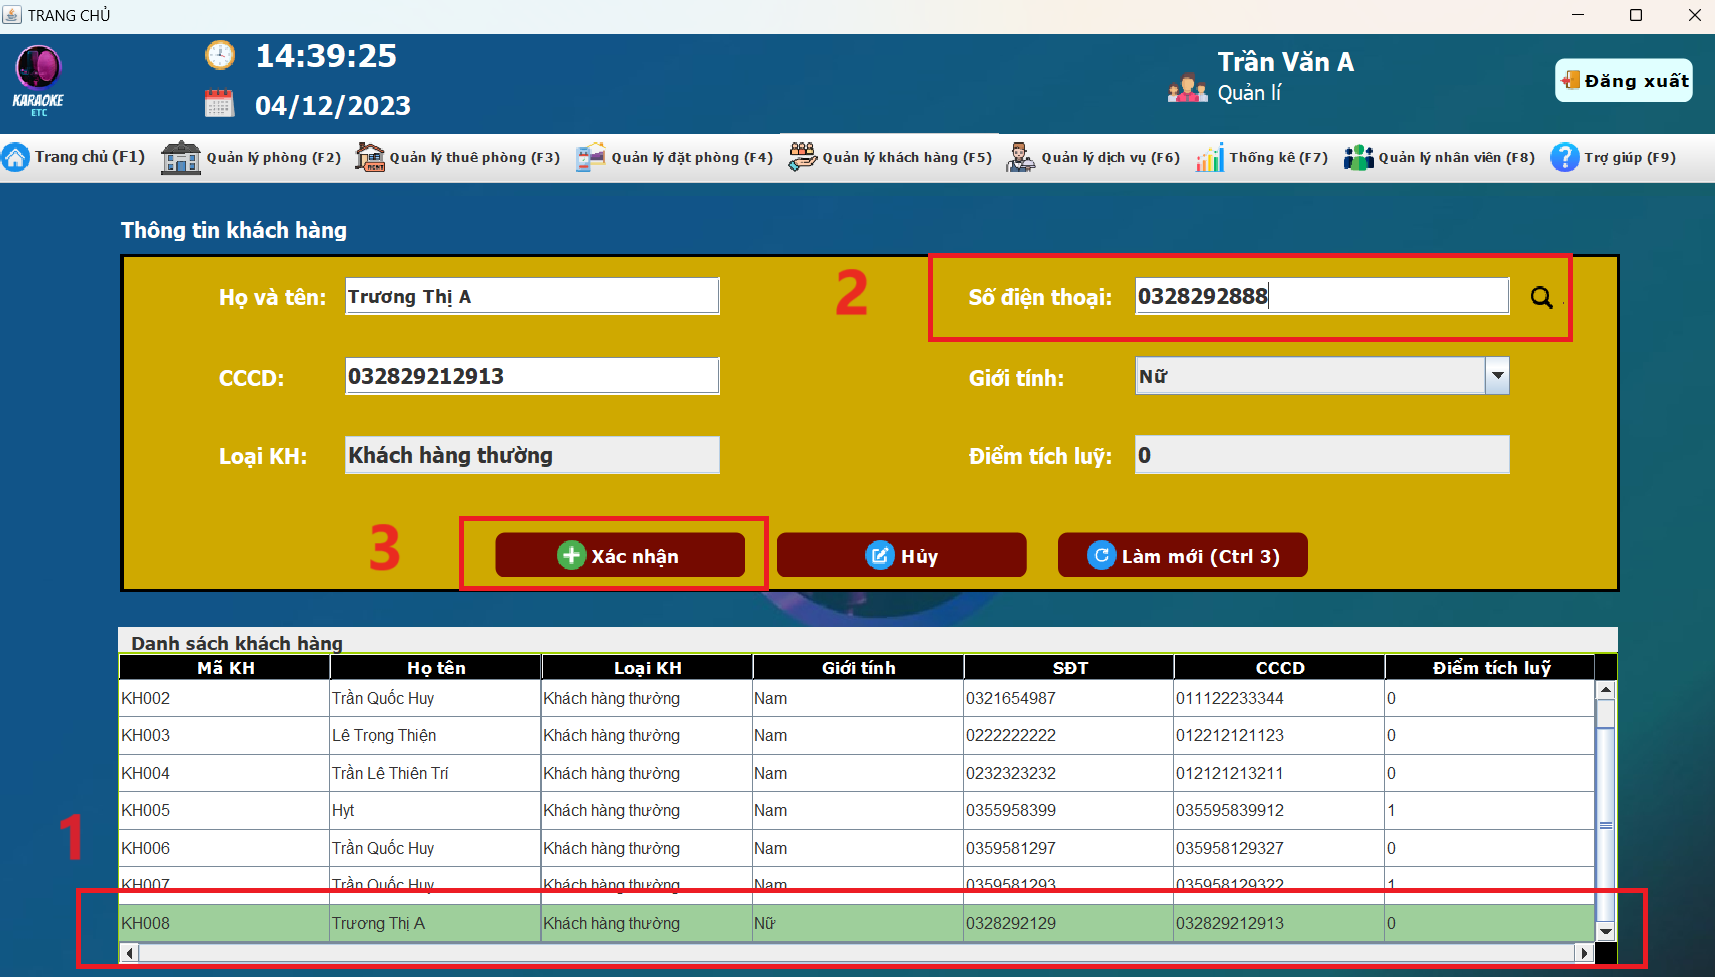 TRANG CHỦ
KARAOKE
ETC
14:39:25
04/12/2023
Trần Văn A
Quản lí
Đăng xuất
Trang chủ (F1) Quản lý phòng (F2) Quản lý thuê phòng (F3) Quản lý đặt phòng (F4) Quản lý khách hàng (F5) Quản lý dịch vụ (F6) Thống kê (F7) Quản lý nhân viên (F8) Trợ giúp (F9)
Thông tin khách hàng
Họ và tên: Trương Thị A 2 Số điện thoại: 0328292888
CCCD: 032829212913 Giới tính: Nữ
Loại KH: Khách hàng thường Điểm tích luỹ: 0
3 Xác nhận Hủy Làm mới (Ctrl 3)
Danh sách khách hàng
Mã KH Họ tên Loại KH Giới tính SĐT CCCD Điểm tích luỹ
KH002 Trần Quốc Huy Khách hàng thường Nam 0321654987 011122233344 0
KH003 Lê Trọng Thiện Khách hàng thường Nam 0222222222 012212121123 0
KH004 Trần Lê Thiên Trí Khách hàng thường Nam 0232323232 012121213211 0
KH005 Hyt Khách hàng thường Nam 0355958399 035595839912 1
1
KH006 Trần Quốc Huy Khách hàng thường Nam 0359581297 035958129327 0
KH007 Trần Quốc Huy Khách hàng thường Nam 0359581293 035958129322 1
KH008 Trương Thị A Khách hàng thường Nữ 0328292129 032829212913 0